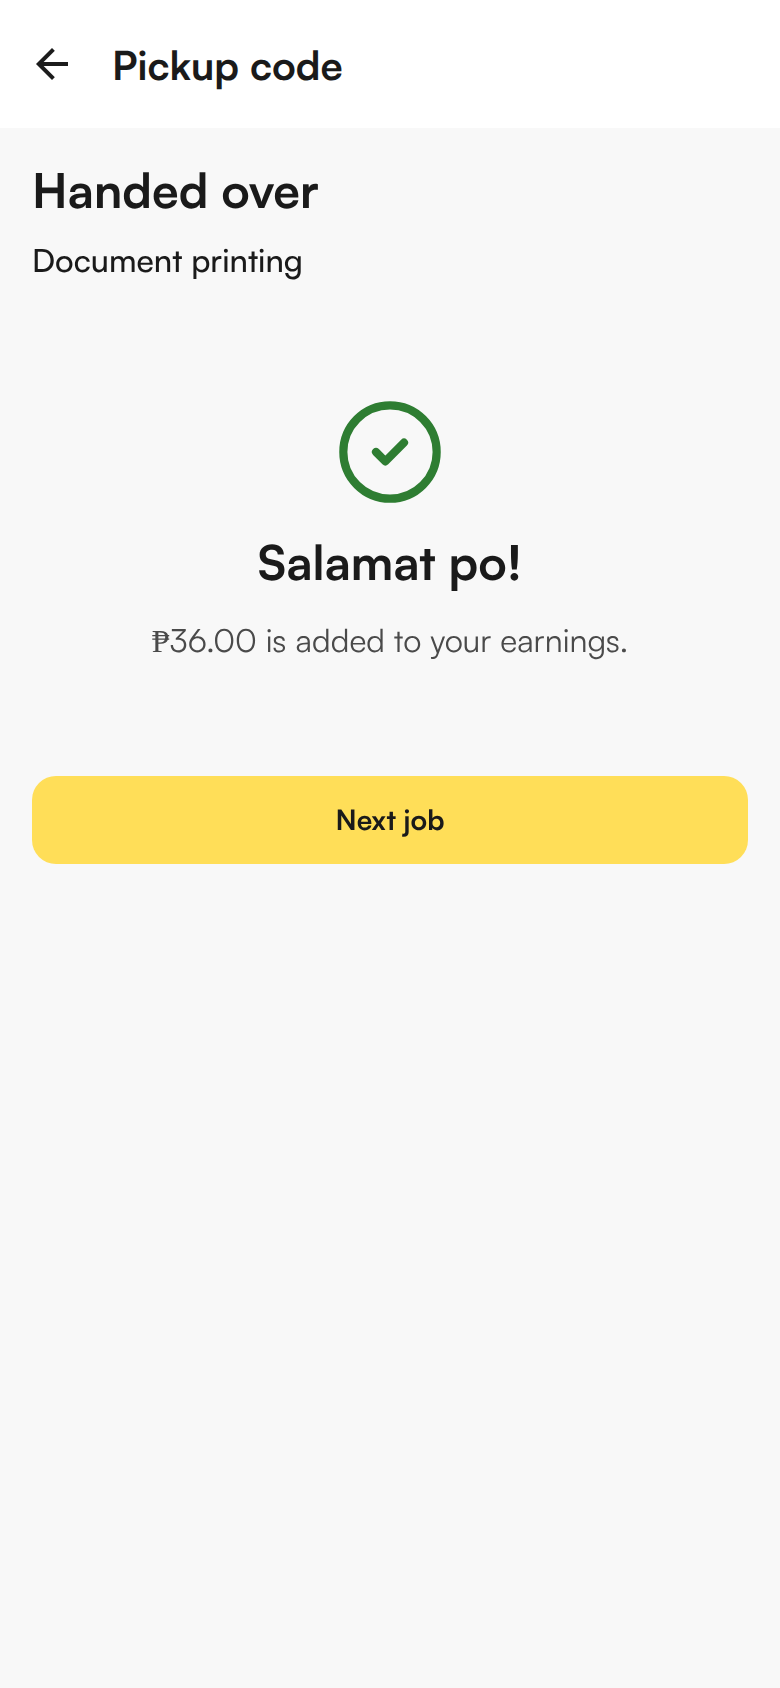 Pickup code
Handed over
Document printing
Salamat po!
₱36.00 is added to your earnings.
Next job